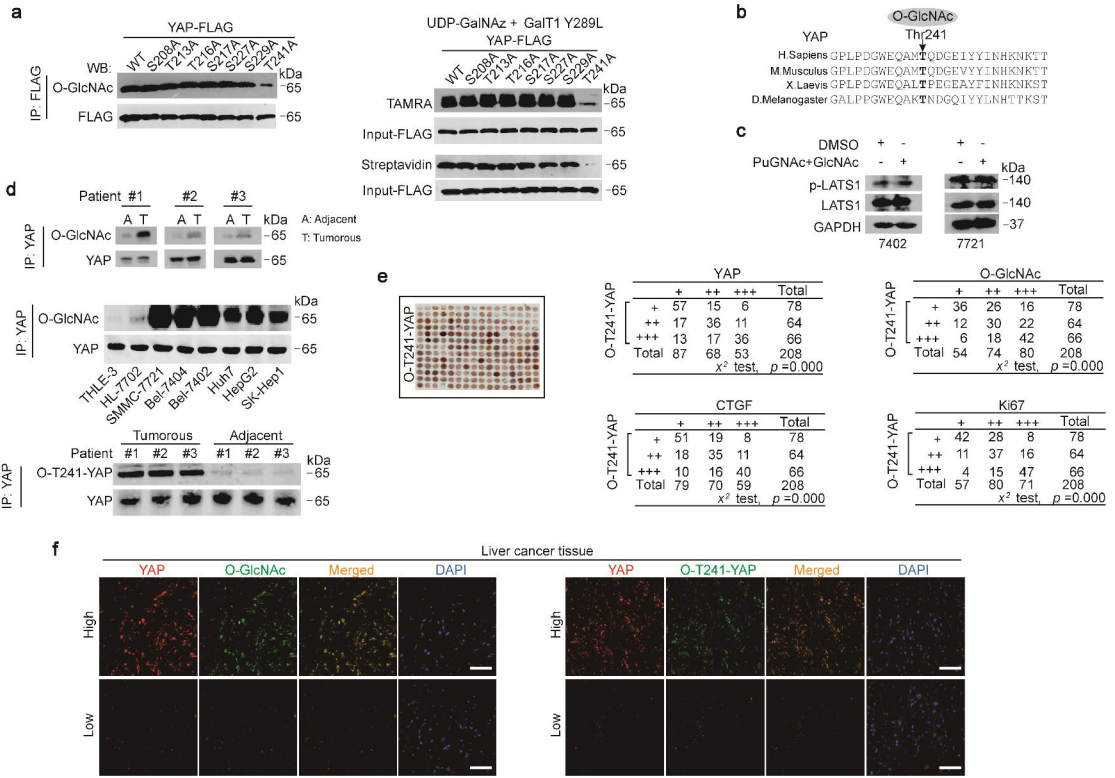 a
YAP-FLAG
WB:
WT S208A T213A T216A S217A S227A S229A T241A
kDa
IP: FLAG
O-GlcNAc -65
FLAG -65
UDP-GalNAz + GalT1 Y289L
YAP-FLAG
WT S208A T213A T216A S217A S227A S229A T241A
kDa
TAMRA -65
Input-FLAG -65
Streptavidin -65
Input-FLAG -65
b
O-GlcNAc
YAP Thr241
H.Sapiens GPLPDGWEQAMTQDGEIYYINHKNKTT
M.Musculus GPLPDGWEQAMTQDGEVYYINHKNKTT
X.Laevis GPLPDGWEQALTPEGEAYYINHKNKTT
D.Melanogaster GALPPGWEQAKTNDGQIYYLNHTTKST
c
DMSO + - + -
PuGNAc+GlcNAc - + - + kDa
p-LATS1 -140
LATS1 -140
GAPDH -37
7402 7721
d
Patient #1 #2 #3
A T A T A T kDa
A: Adjacent
T: Tumorous
IP: YAP
O-GlcNAc -65
YAP -65
kDa
IP: YAP
O-GlcNAc -65
YAP -65
THLE-3 HL-7702 SMMC-7721 Bel-7404 Bel-7402 Huh7 HepG2 SK-Hep1
Tumorous Adjacent
Patient #1 #2 #3 #1 #2 #3 kDa
IP: YAP
O-T241-YAP -65
YAP -65
e
O-T241-YAP
YAP
+ ++ +++ Total
O-T241-YAP
+ 57 15 6 78
++ 17 36 11 64
+++ 13 17 36 66
Total 87 68 53 208
x² test, p =0.000
O-GlcNAc
+ ++ +++ Total
O-T241-YAP
+ 36 26 16 78
++ 12 30 22 64
+++ 6 18 42 66
Total 54 74 80 208
x² test, p =0.000
CTGF
+ ++ +++ Total
O-T241-YAP
+ 51 19 8 78
++ 18 35 11 64
+++ 10 16 40 66
Total 79 70 59 208
x² test, p =0.000
Ki67
+ ++ +++ Total
O-T241-YAP
+ 42 28 8 78
++ 11 37 16 64
+++ 4 15 47 66
Total 57 80 71 208
x² test, p =0.000
f
Liver cancer tissue
YAP O-GlcNAc Merged DAPI
YAP O-T241-YAP Merged DAPI
High
High
Low
Low